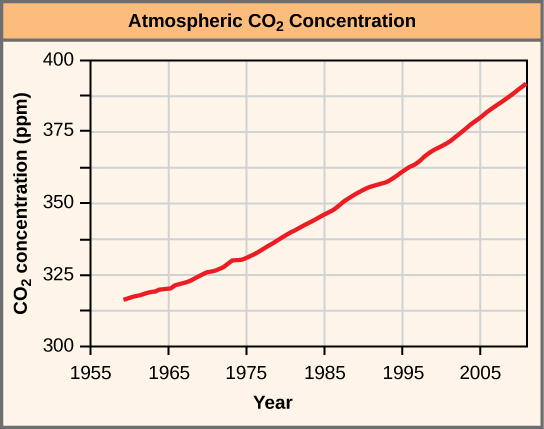 Atmospheric CO₂ Concentration
400
375
350
325
300
CO₂ concentration (ppm)
1955 1965 1975 1985 1995 2005
Year